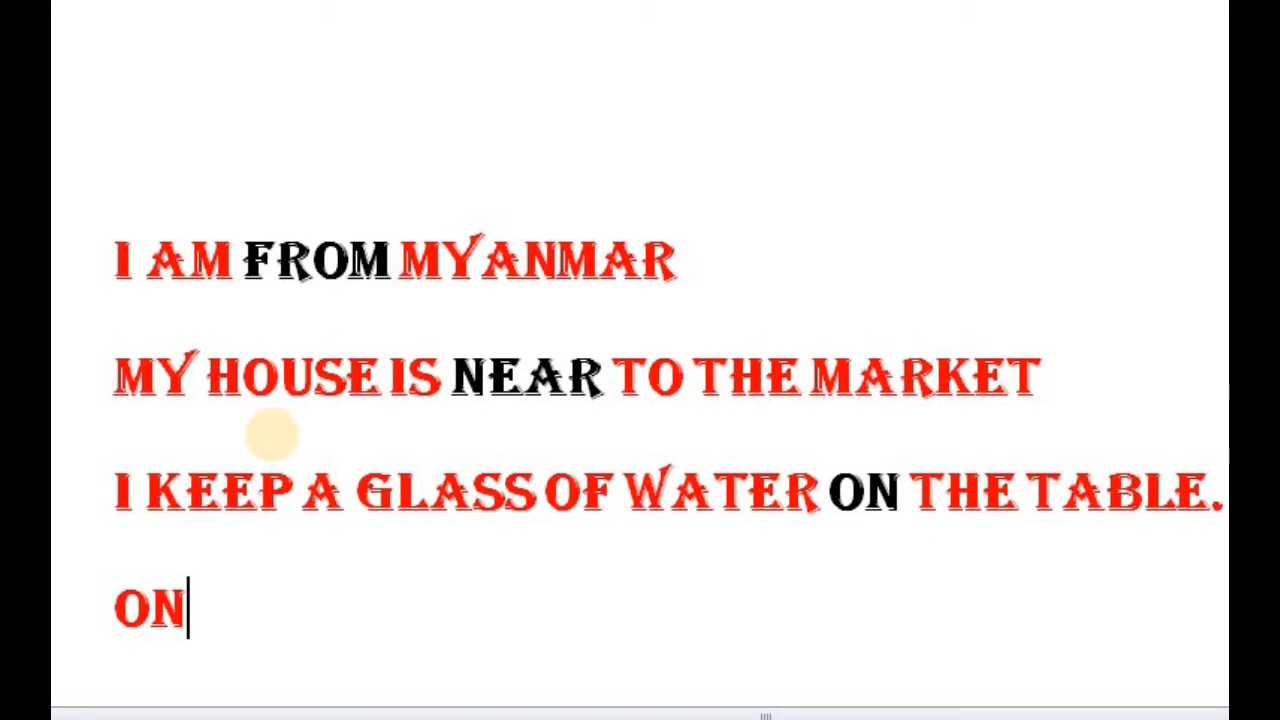 I AM FROM MYANMAR
MY HOUSE IS NEAR TO THE MARKET
I KEEP A GLASS OF WATER ON THE TABLE.
ON